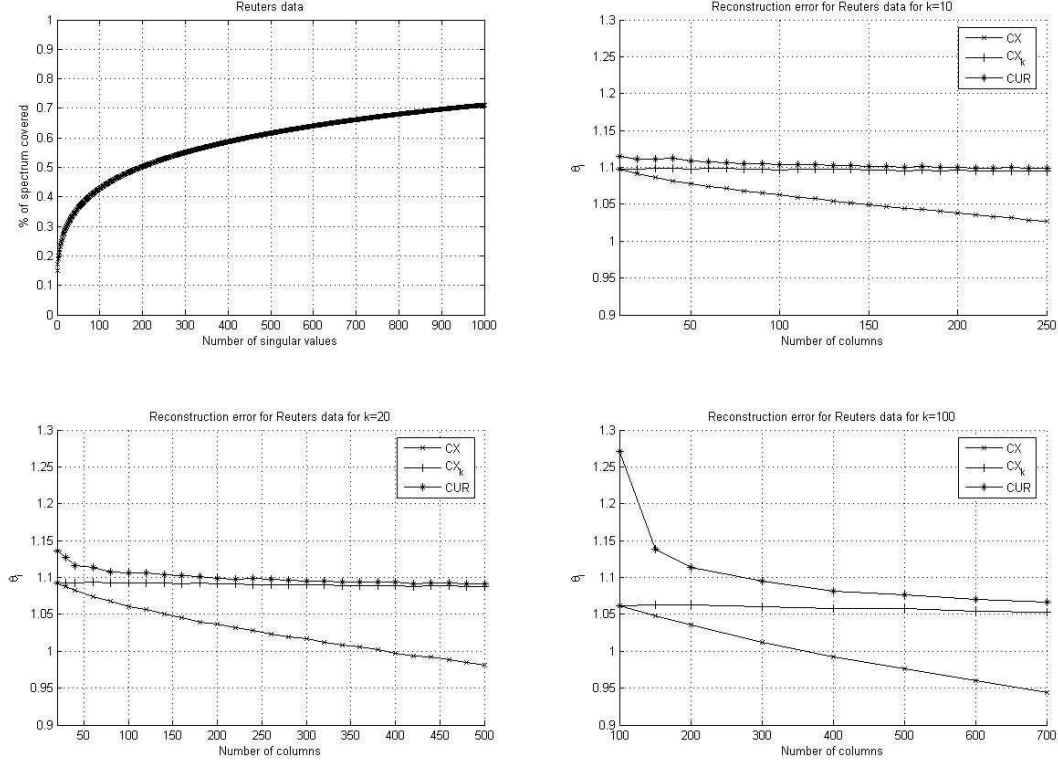 Reuters data
1
0.9
0.8
0.7
0.6
0.5
0.4
0.3
0.2
0.1
0
% of spectrum covered
0 100 200 300 400 500 600 700 800 900 1000
Number of singular values
Reconstruction error for Reuters data for k=10
1.3
1.25
1.2
1.15
1.1
1.05
1
0.95
0.9
θl
CX
CXk
CUR
50 100 150 200 250
Number of columns
Reconstruction error for Reuters data for k=20
1.3
1.25
1.2
1.15
1.1
1.05
1
0.95
0.9
θl
CX
CXk
CUR
50 100 150 200 250 300 350 400 450 500
Number of columns
Reconstruction error for Reuters data for k=100
1.3
1.25
1.2
1.15
1.1
1.05
1
0.95
0.9
θl
CX
CXk
CUR
100 200 300 400 500 600 700
Number of columns